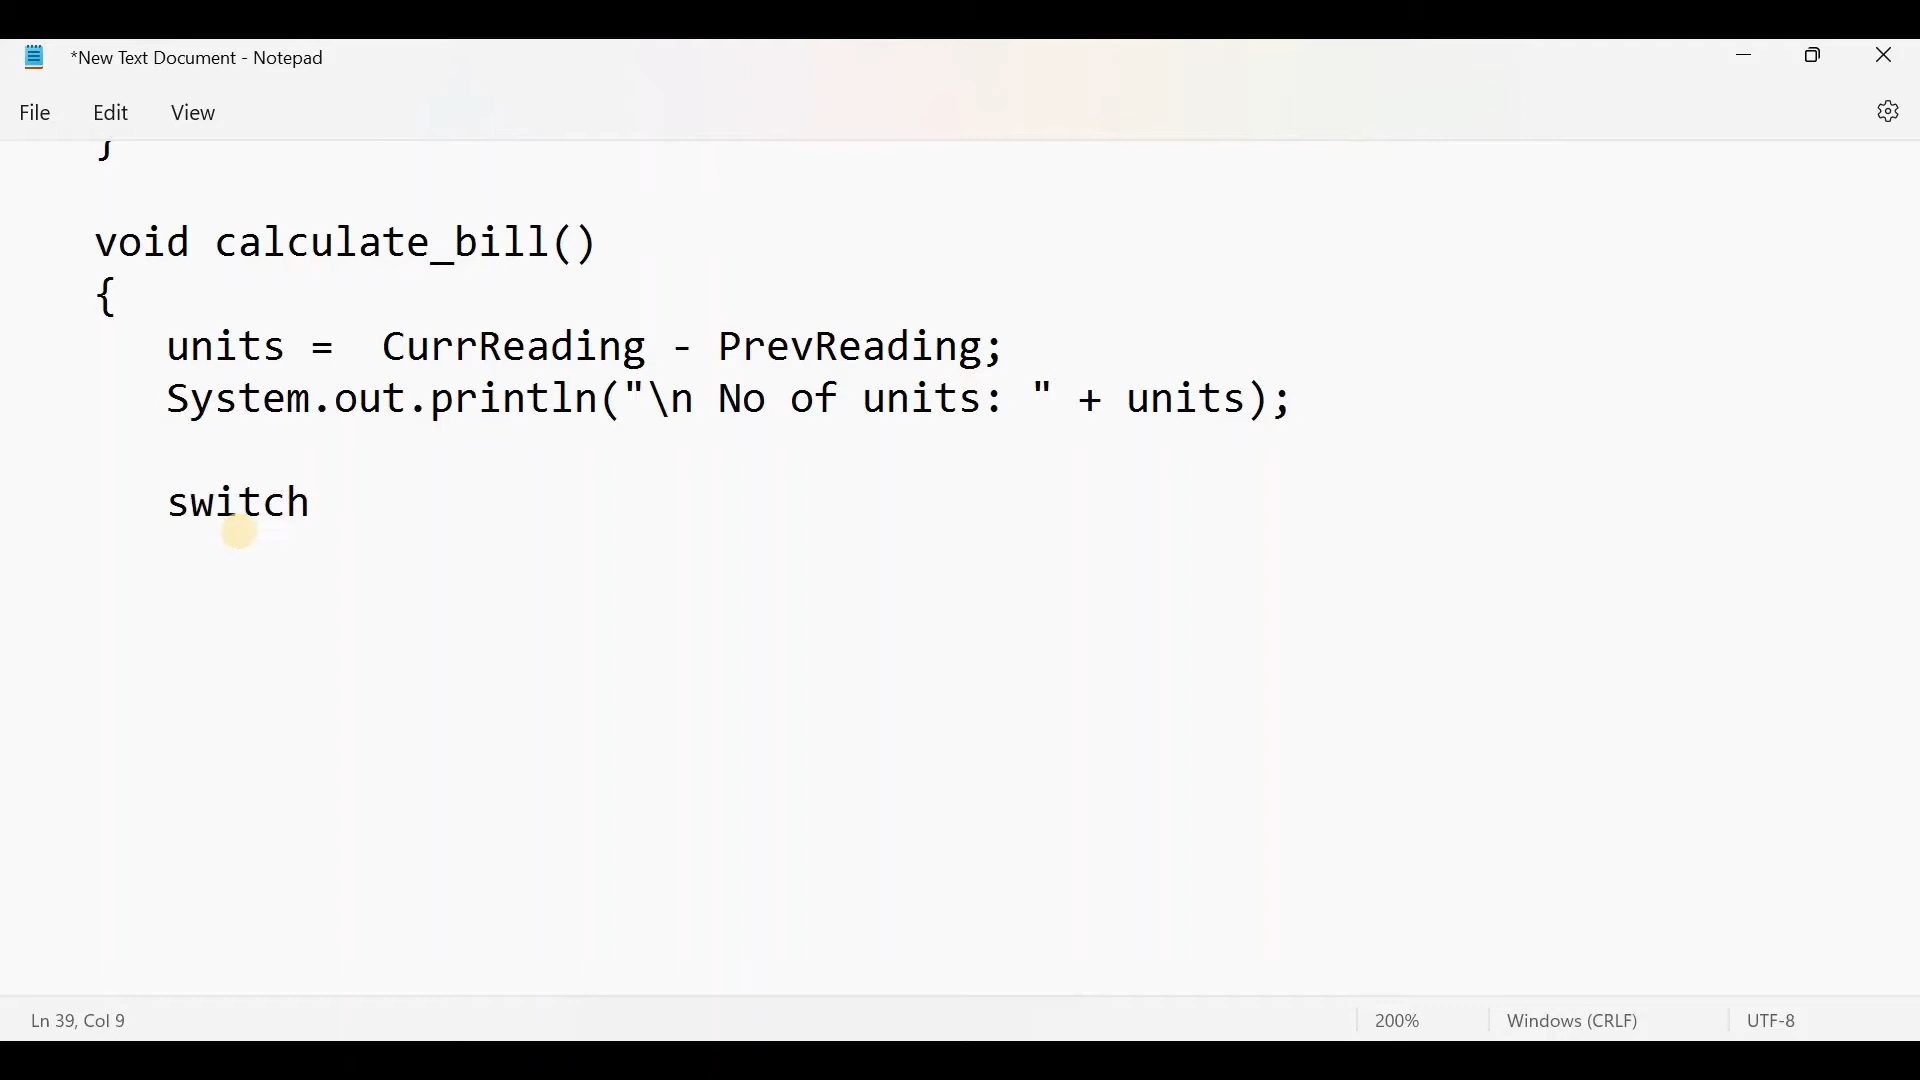 *New Text Document - Notepad
File Edit View
}
void calculate_bill()
{
units =  CurrReading - PrevReading;
System.out.println("\n No of units: " + units);
switch
Ln 39, Col 9 200% Windows (CRLF) UTF-8